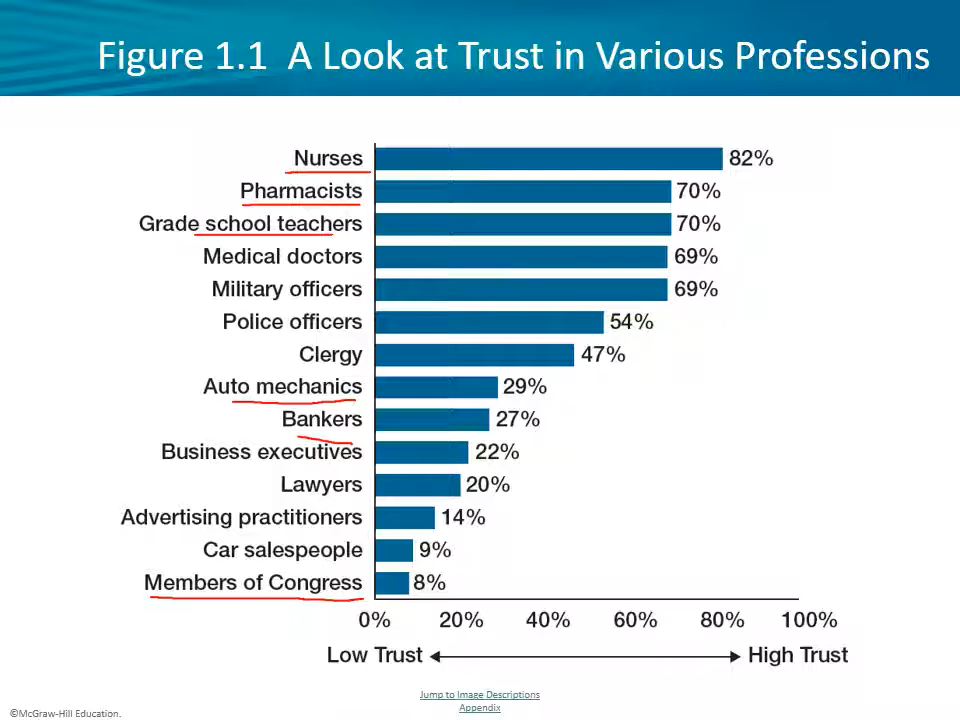 Figure 1.1 A Look at Trust in Various Professions
Nurses 82%
Pharmacists 70%
Grade school teachers 70%
Medical doctors 69%
Military officers 69%
Police officers 54%
Clergy 47%
Auto mechanics 29%
Bankers 27%
Business executives 22%
Lawyers 20%
Advertising practitioners 14%
Car salespeople 9%
Members of Congress 8%
0% 20% 40% 60% 80% 100%
Low Trust High Trust
Jump to Image Descriptions
Appendix
©McGraw-Hill Education.